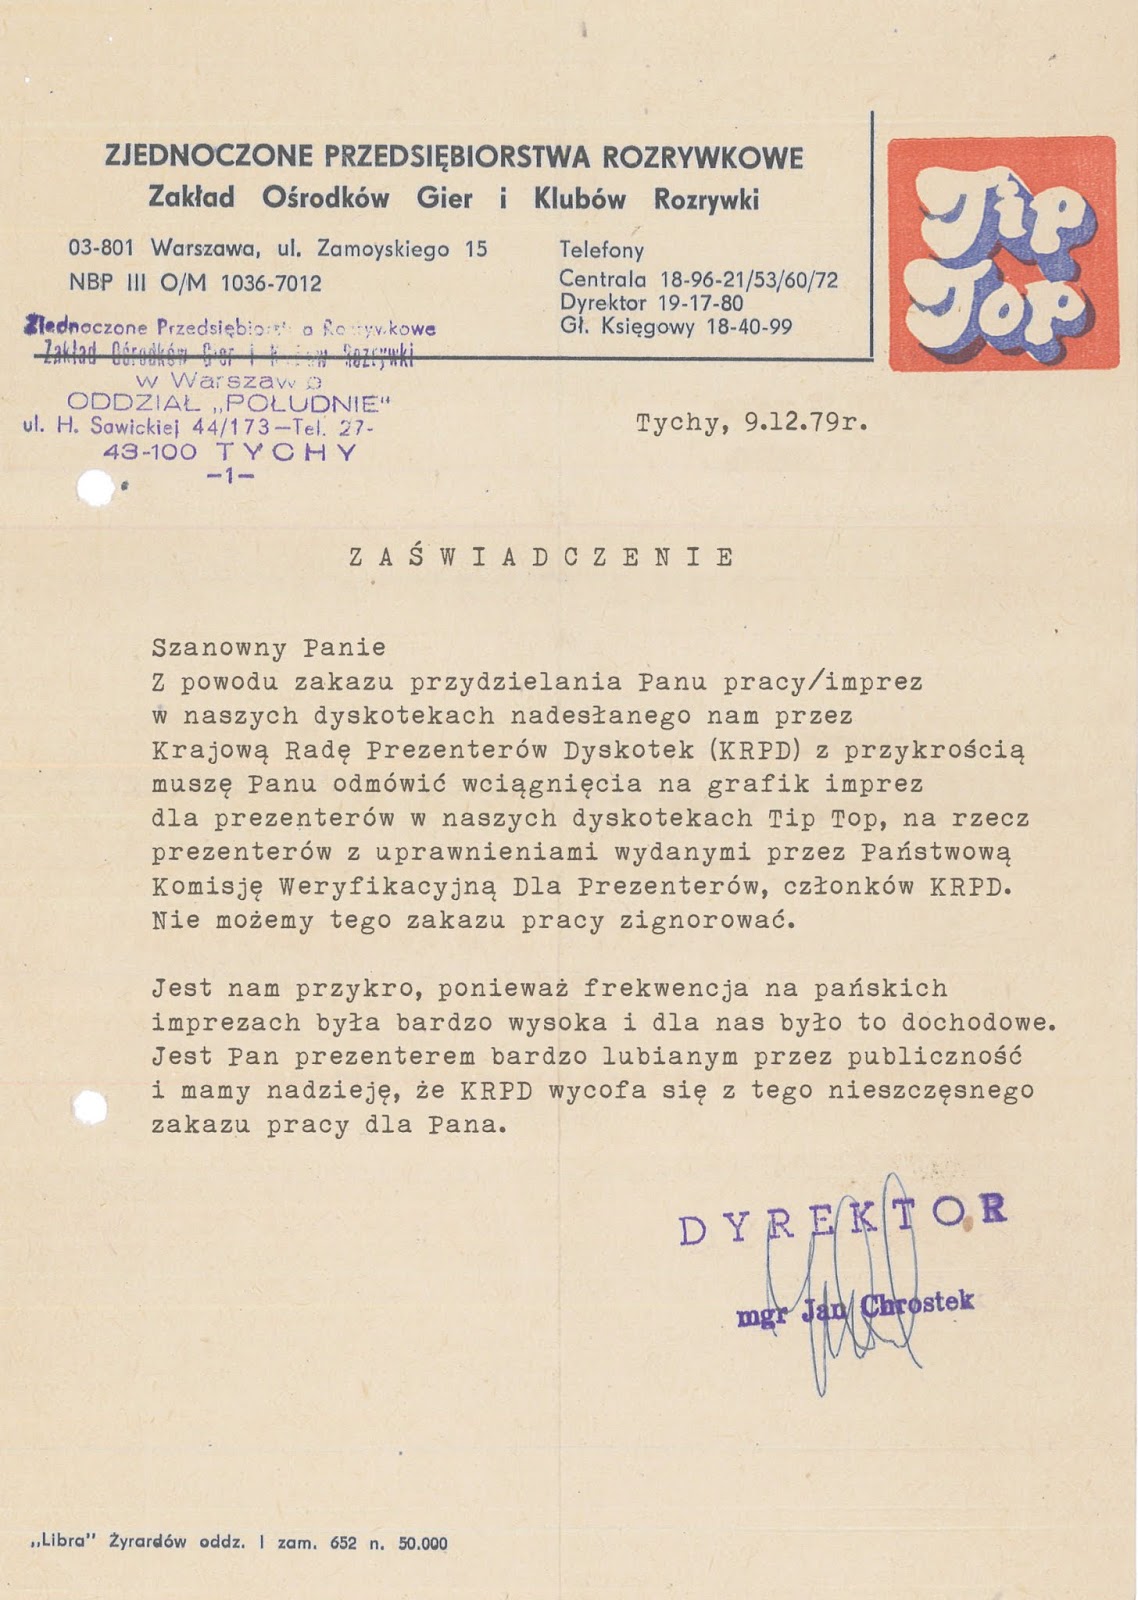 ZJEDNOCZONE PRZEDSIĘBIORSTWA ROZRYWKOWE
Zakład Ośrodków Gier i Klubów Rozrywki
03-801 Warszawa, ul. Zamoyskiego 15
NBP III O/M 1036-7012
Telefony
Centrala 18-96-21/53/60/72
Dyrektor 19-17-80
Gł. Księgowy 18-40-99
Tip
Top
Zjednoczone Rozrywkowe
Zakład Ośrodków Gier i Rozrywki
w Warszawie
ODDZIAŁ „POŁUDNIE"
ul. H. Sawickiej 44/173—Tel. 27-
43-100 TYCHY
—1—
Tychy, 9.12.79r.
ZAŚWIADCZENIE
Szanowny Panie
Z powodu zakazu przydzielania Panu pracy/imprez
w naszych dyskotekach nadesłanego nam przez
Krajową Radę Prezenterów Dyskotek (KRPD) z przykrością
muszę Panu odmówić wciągnięcia na grafik imprez
dla prezenterów w naszych dyskotekach Tip Top, na rzecz
prezenterów z uprawnieniami wydanymi przez Państwową
Komisję Weryfikacyjną Dla Prezenterów, członków KRPD.
Nie możemy tego zakazu pracy zignorować.
Jest nam przykro, ponieważ frekwencja na pańskich
imprezach była bardzo wysoka i dla nas było to dochodowe.
Jest Pan prezenterem bardzo lubianym przez publiczność
i mamy nadzieję, że KRPD wycofa się z tego nieszczęsnego
zakazu pracy dla Pana.
DYREKTOR
mgr Jan Chrostek
„Libra" Żyrardów oddz. I zam. 652 n. 50.000